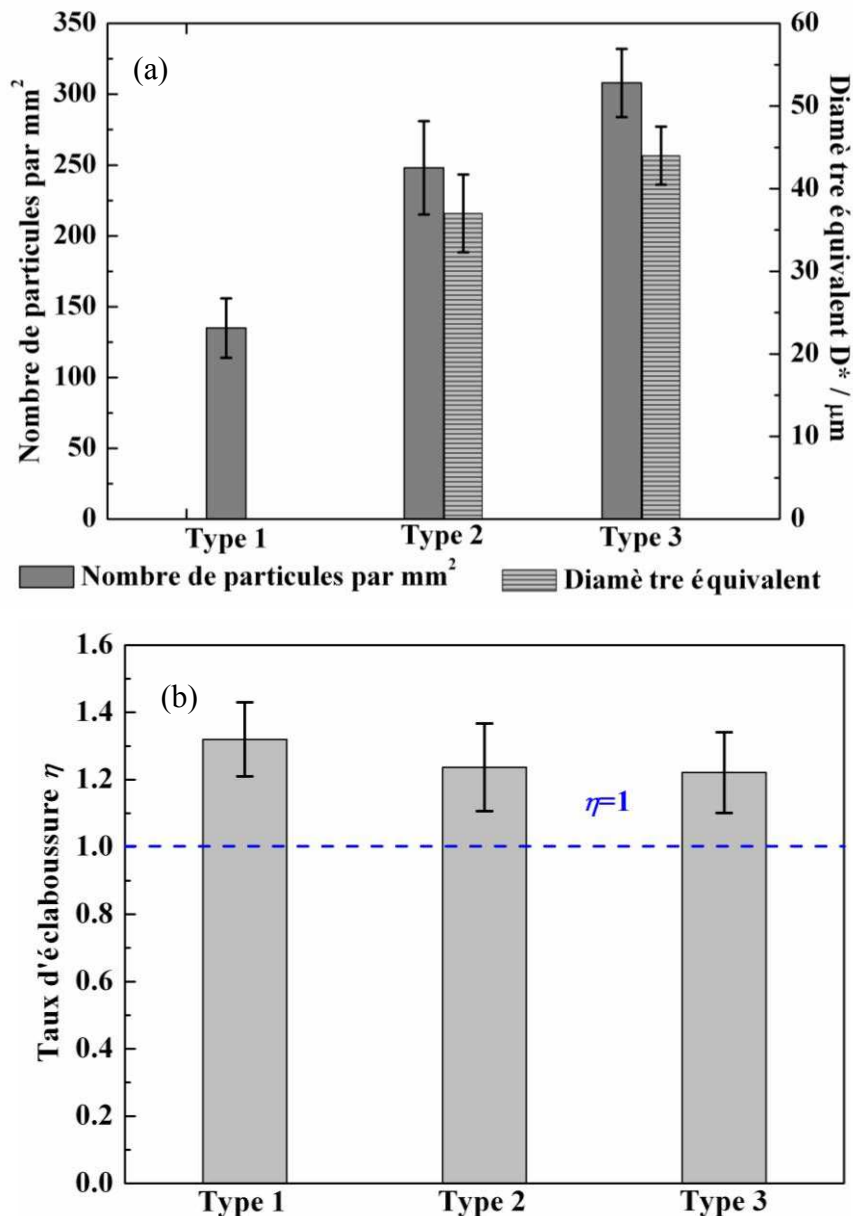 (a)
Nombre de particules par mm²
350
300
250
200
150
100
50
0
60
50
40
30
20
10
0
Diamè tre équivalent D* / μm
Type 1 Type 2 Type 3
Nombre de particules par mm² Diamè tre équivalent
(b)
Taux d'éclaboussure η
1.6
1.4
1.2
1.0
0.8
0.6
0.4
0.2
0.0
η=1
Type 1 Type 2 Type 3